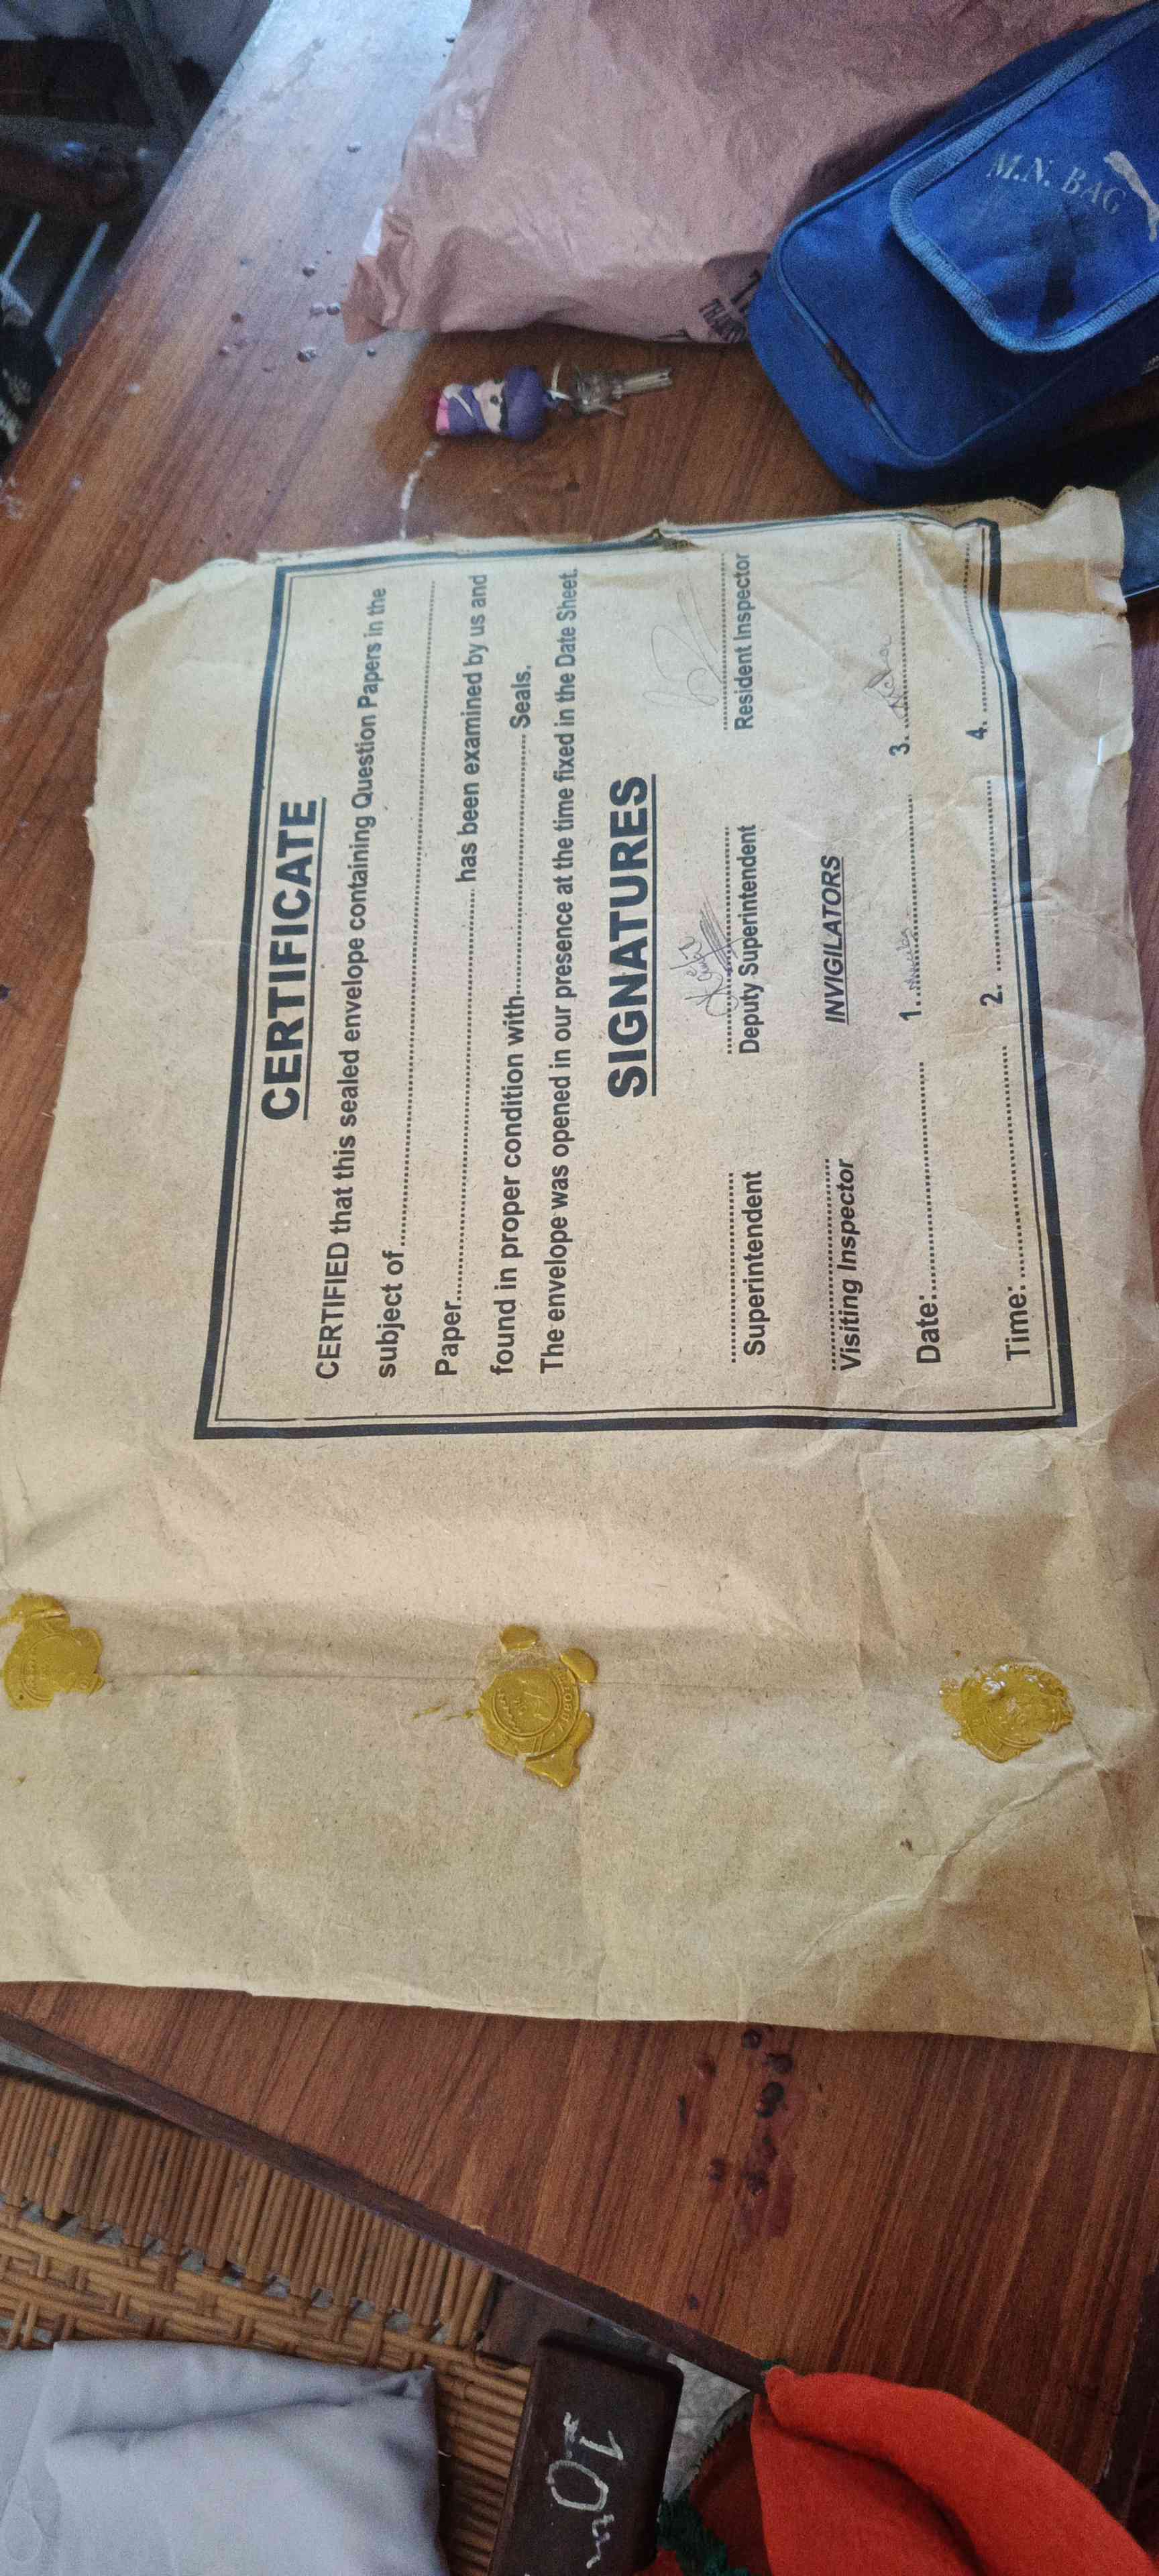 CERTIFICATE
CERTIFIED that this sealed envelope containing Question Papers in the
subject of
Paper has been examined by us and
found in proper condition with Seals.
The envelope was opened in our presence at the time fixed in the Date Sheet.
SIGNATURES
Superintendent Deputy Superintendent Resident Inspector
Visiting Inspector INVIGILATORS
Date: 1. 3.
Time: 2. 4.
M.N. BAG
10